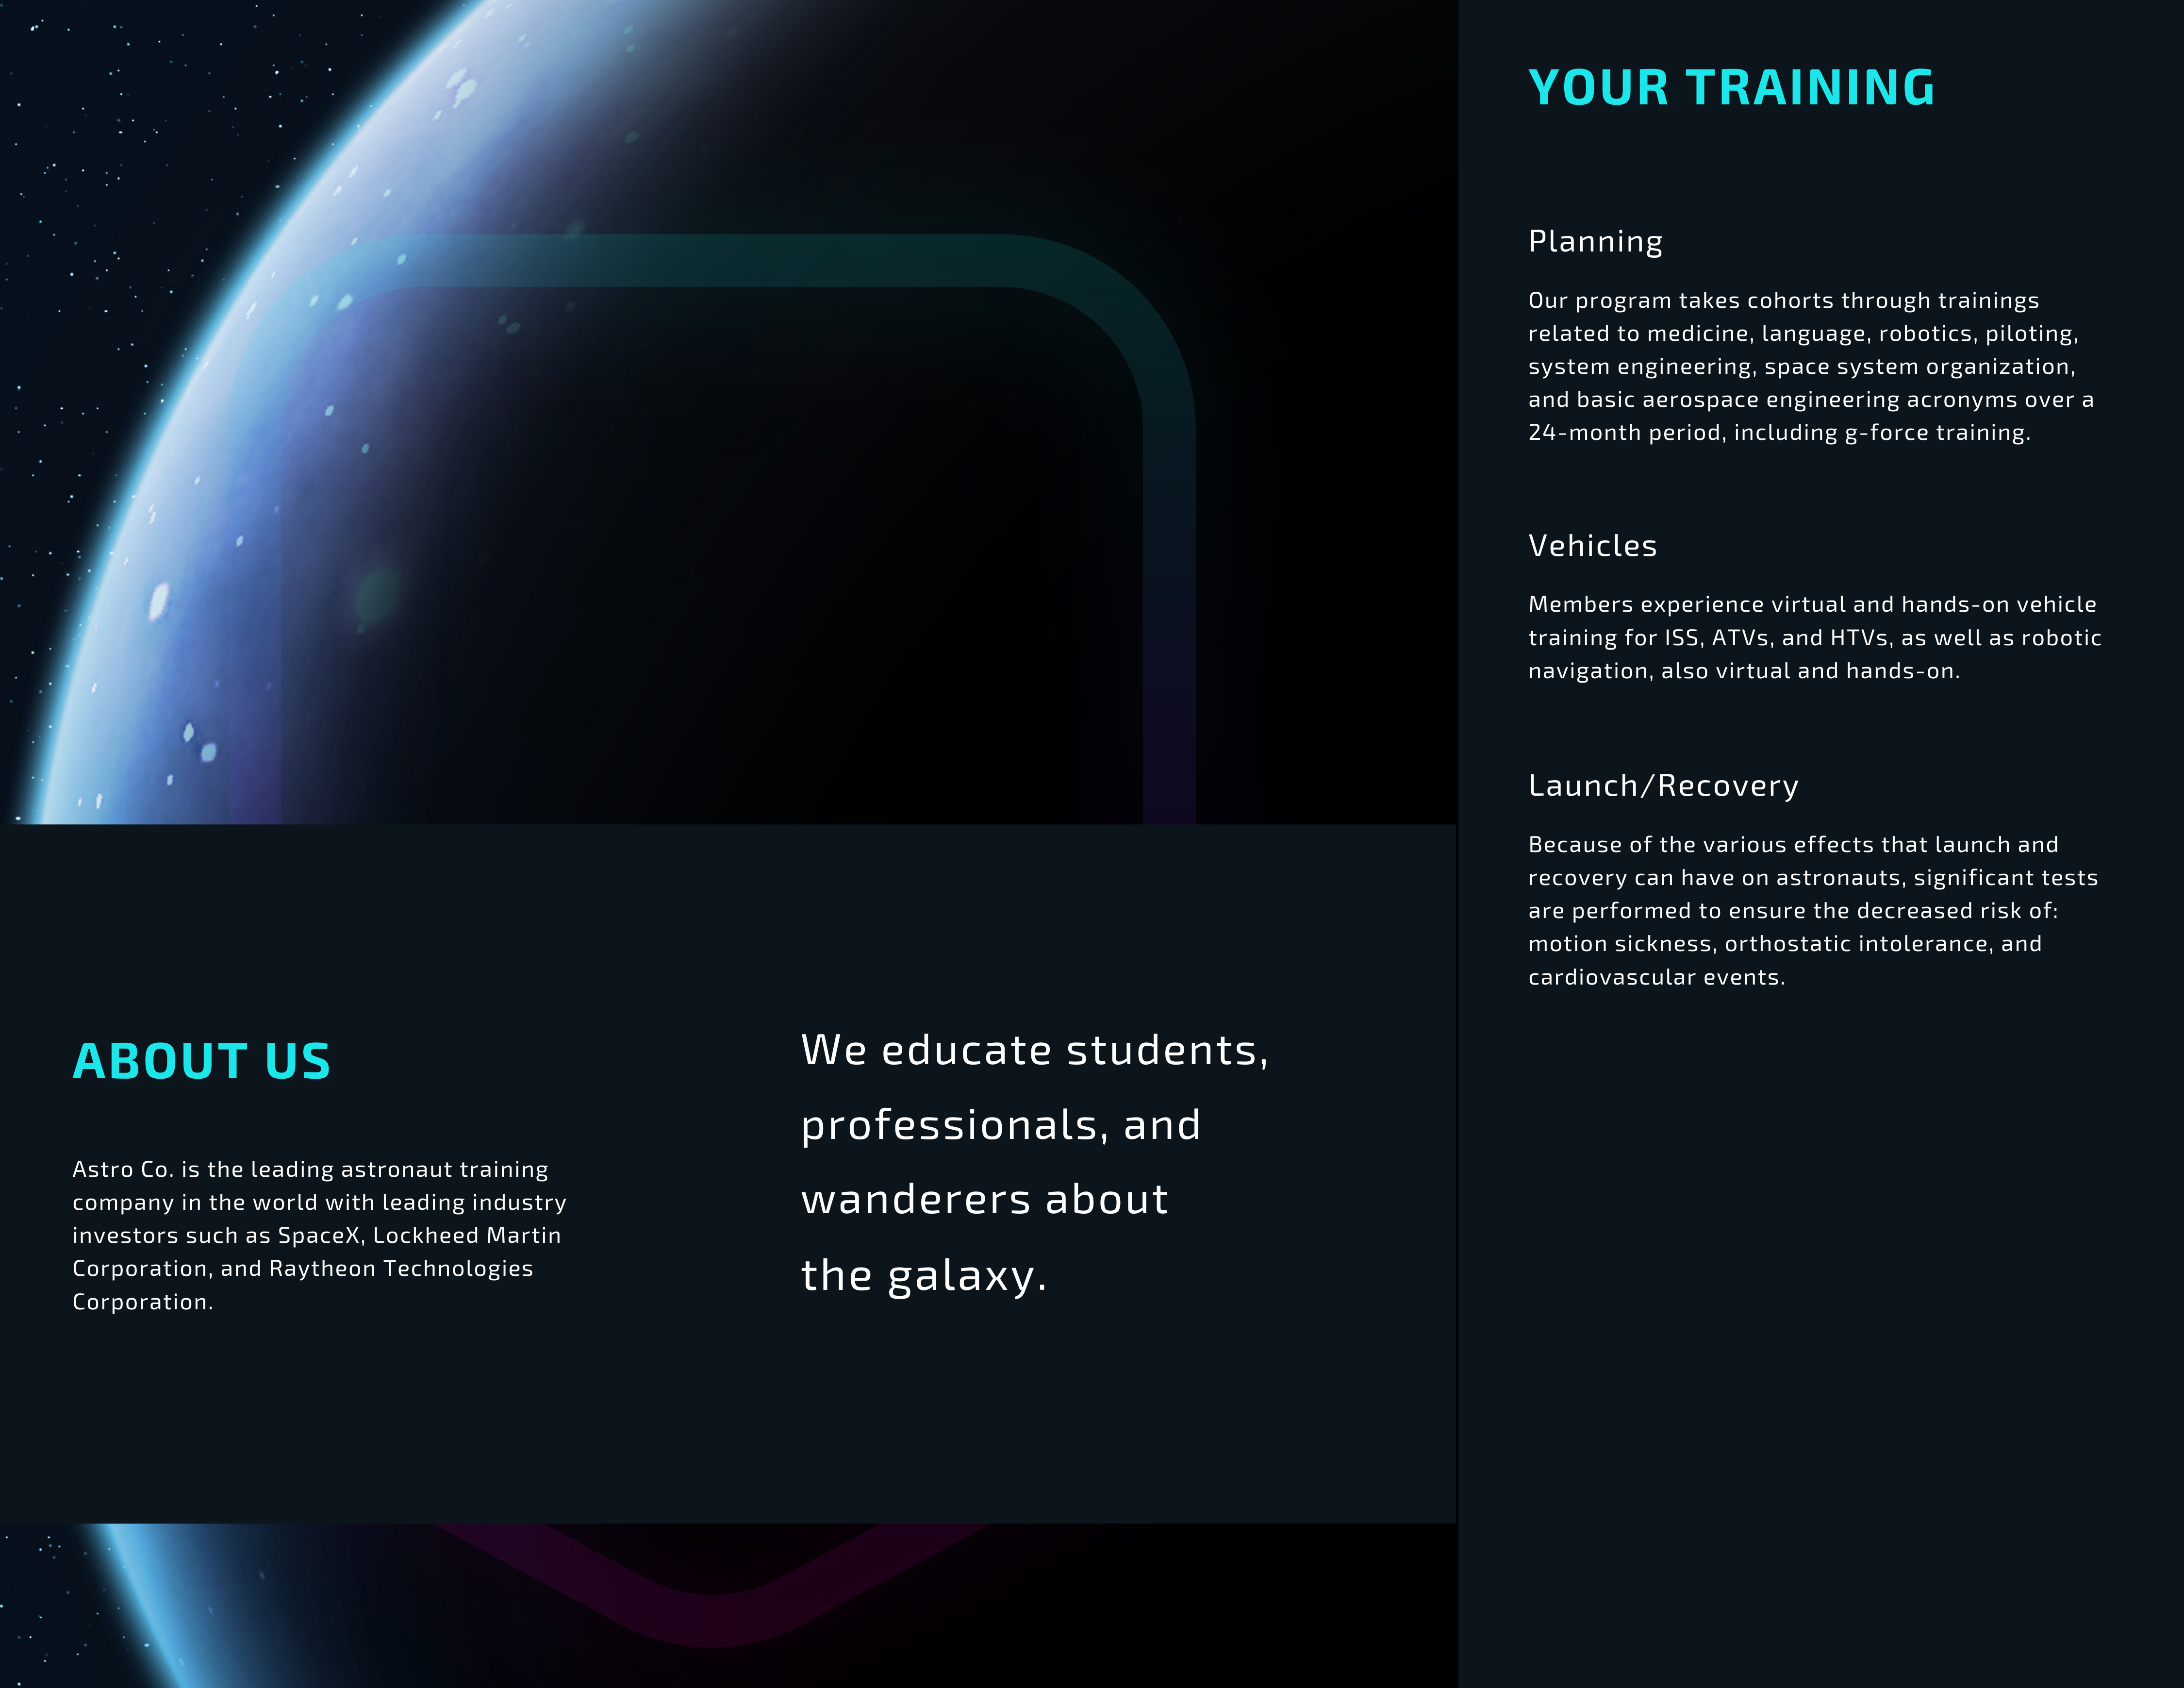 ABOUT US
Astro Co. is the leading astronaut training
company in the world with leading industry
investors such as SpaceX, Lockheed Martin
Corporation, and Raytheon Technologies
Corporation.
We educate students,
professionals, and
wanderers about
the galaxy.
YOUR TRAINING
Planning
Our program takes cohorts through trainings
related to medicine, language, robotics, piloting,
system engineering, space system organization,
and basic aerospace engineering acronyms over a
24-month period, including g-force training.
Vehicles
Members experience virtual and hands-on vehicle
training for ISS, ATVs, and HTVs, as well as robotic
navigation, also virtual and hands-on.
Launch/Recovery
Because of the various effects that launch and
recovery can have on astronauts, significant tests
are performed to ensure the decreased risk of:
motion sickness, orthostatic intolerance, and
cardiovascular events.